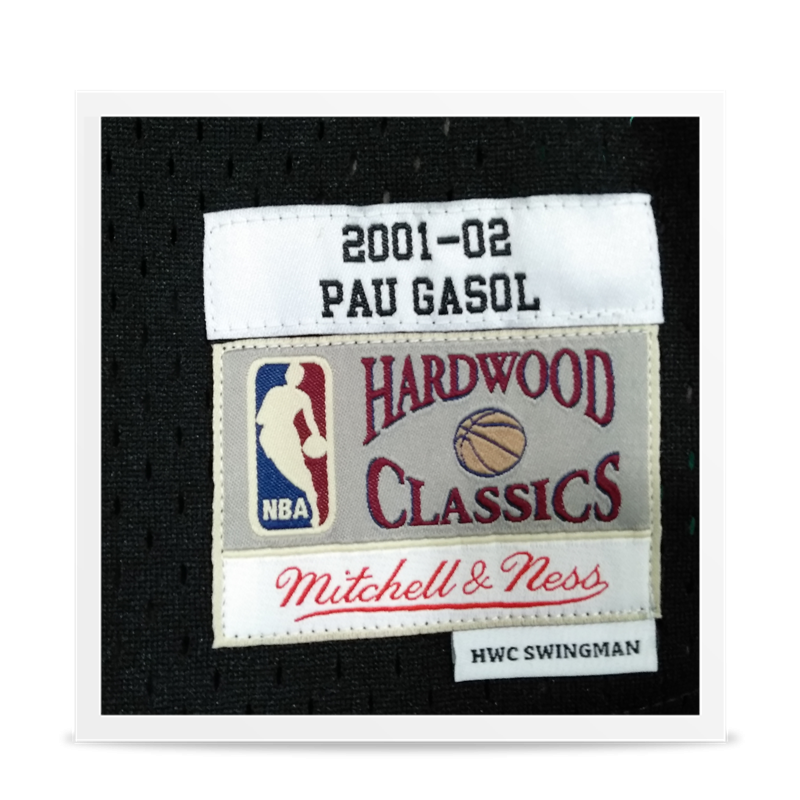 2001-02
PAU GASOL
HARDWOOD
CLASSICS
NBA
Mitchell & Ness
HWC SWINGMAN